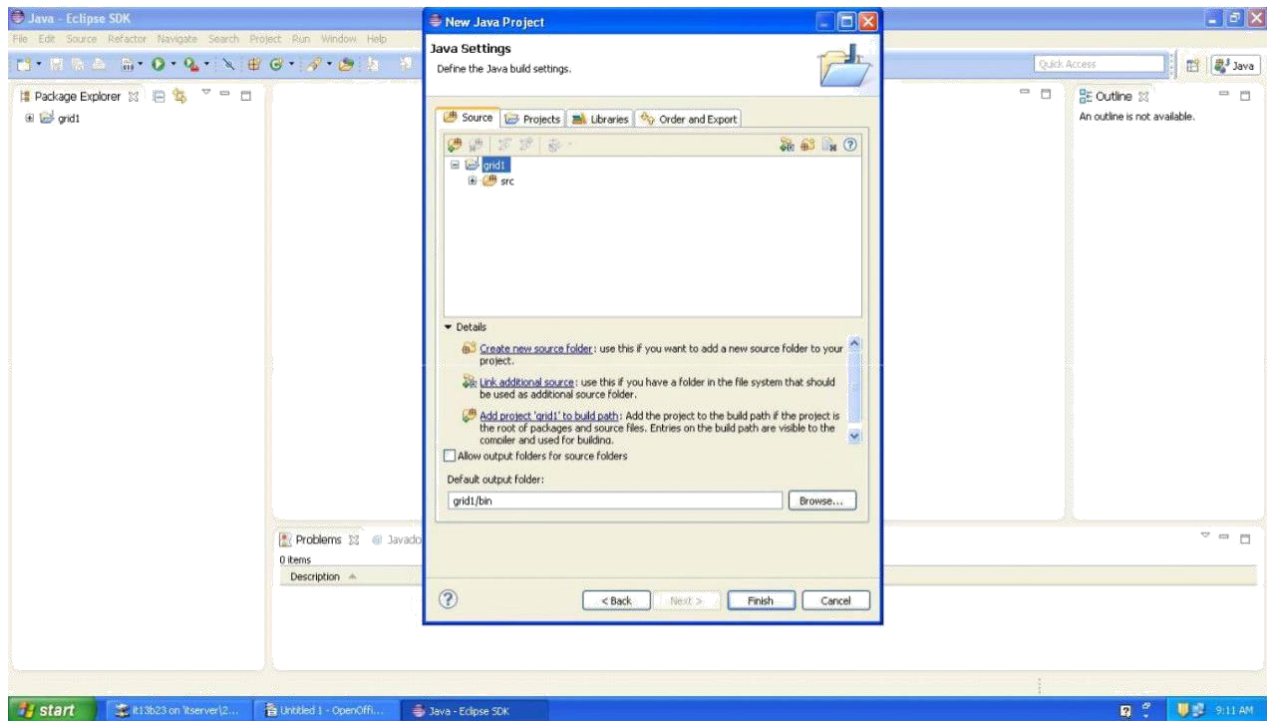 Java - Eclipse SDK
File Edit Source Refactor Navigate Search Project Run Window Help
Quick Access
Java
Package Explorer
grid1
Outline
An outline is not available.
New Java Project
Java Settings
Define the Java build settings.
Source Projects Libraries Order and Export
grid1
src
Details
Create new source folder: use this if you want to add a new source folder to your
project.
Link additional source: use this if you have a folder in the file system that should
be used as additional source folder.
Add project 'grid1' to build path: Add the project to the build path if the project is
the root of packages and source files. Entries on the build path are visible to the
compiler and used for building.
Allow output folders for source folders
Default output folder:
grid1/bin
Browse...
Problems Javado
0 items
Description
< Back Next > Finish Cancel
start
it13b23 on 'itserver\2...
Untitled 1 - OpenOffi...
Java - Eclipse SDK
9:11 AM